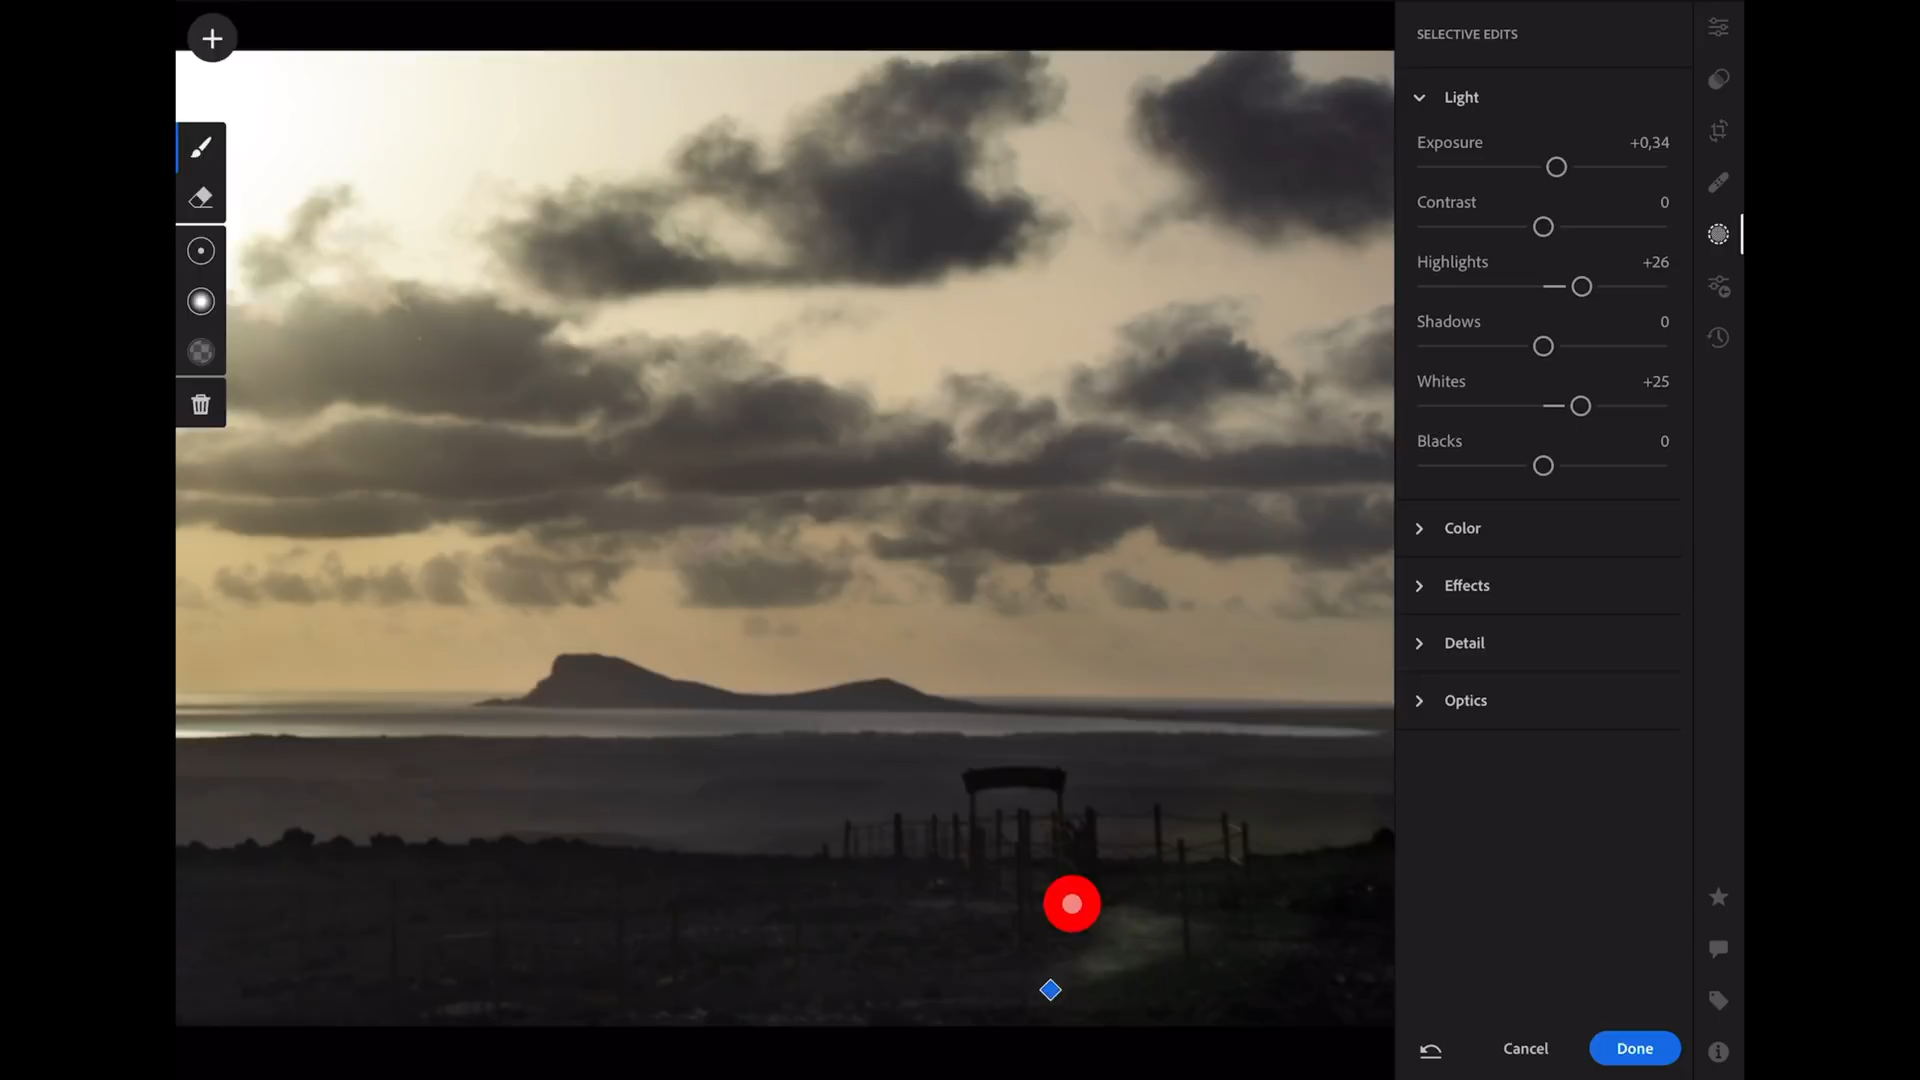 SELECTIVE EDITS
Light
Exposure +0,34
Contrast 0
Highlights +26
Shadows 0
Whites +25
Blacks 0
Color
Effects
Detail
Optics
Cancel Done